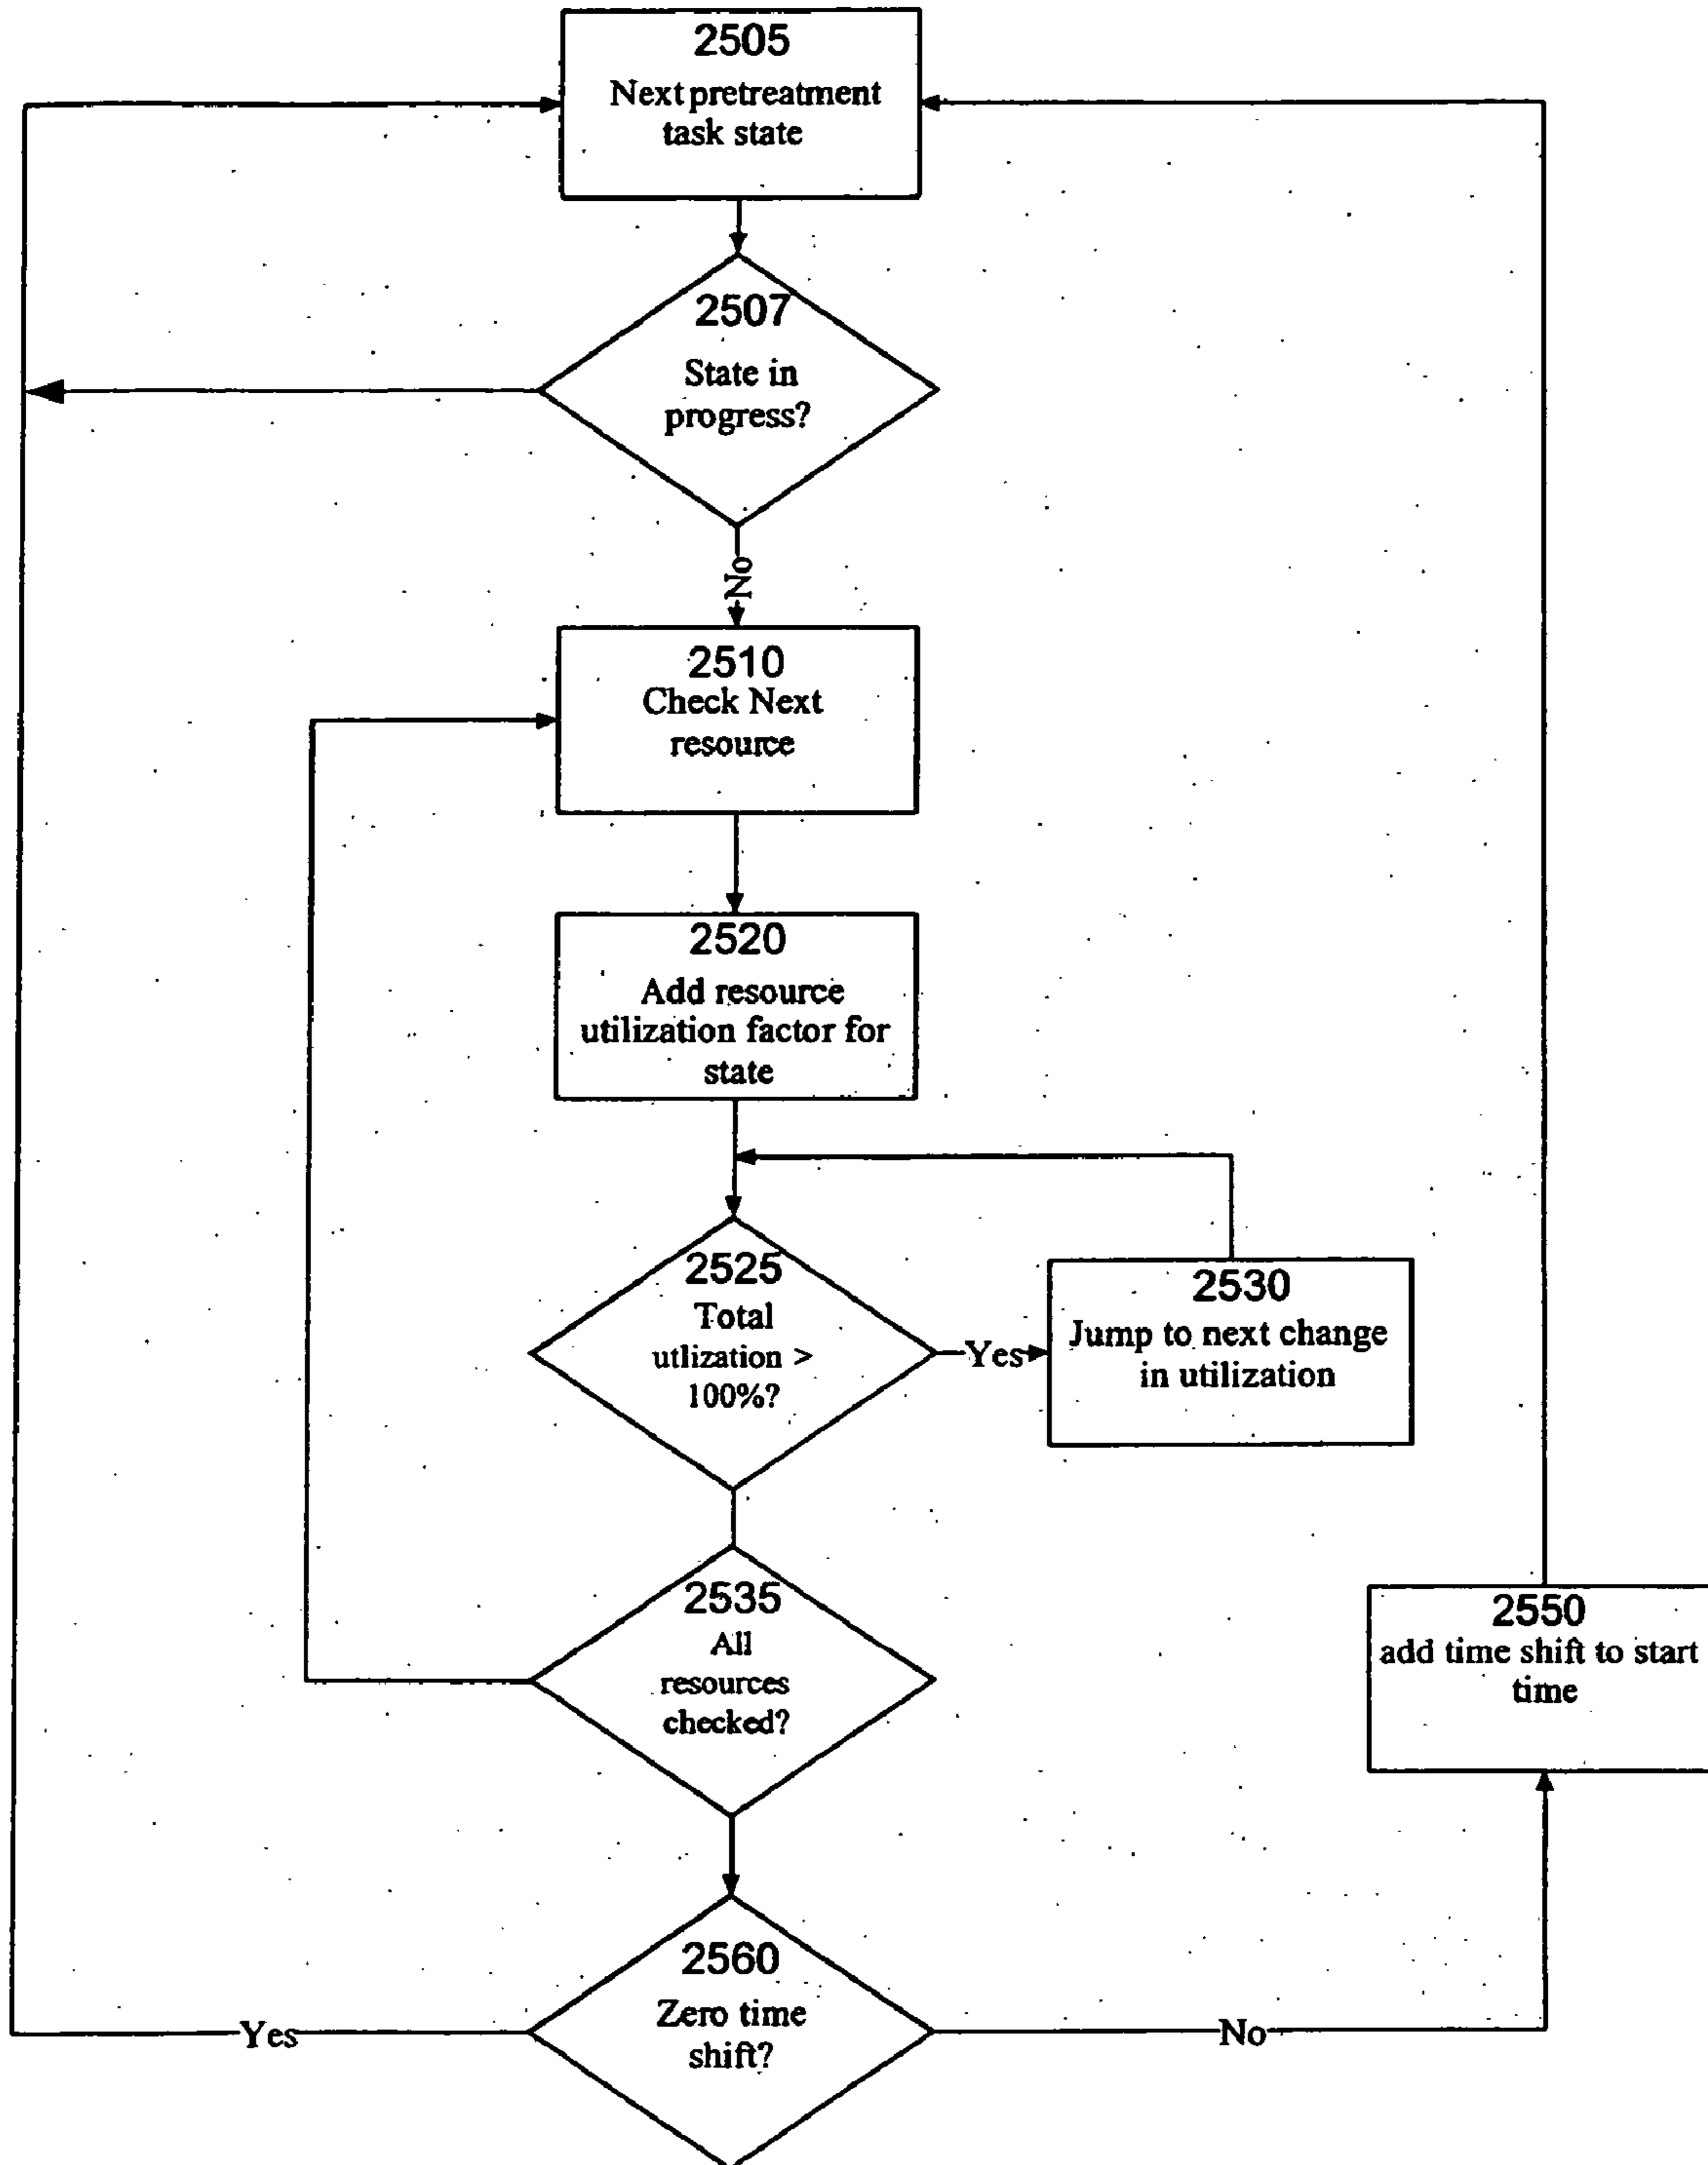 2505
Next pretreatment
task state
2507
State in
progress?
No
2510
Check Next
resource
2520
Add resource
utilization factor for
state
2525
Total
utlization >
100%?
Yes
2530
Jump to next change
in utilization
2535
All
resources
checked?
2550
add time shift to start
time
2560
Zero time
shift?
Yes
No